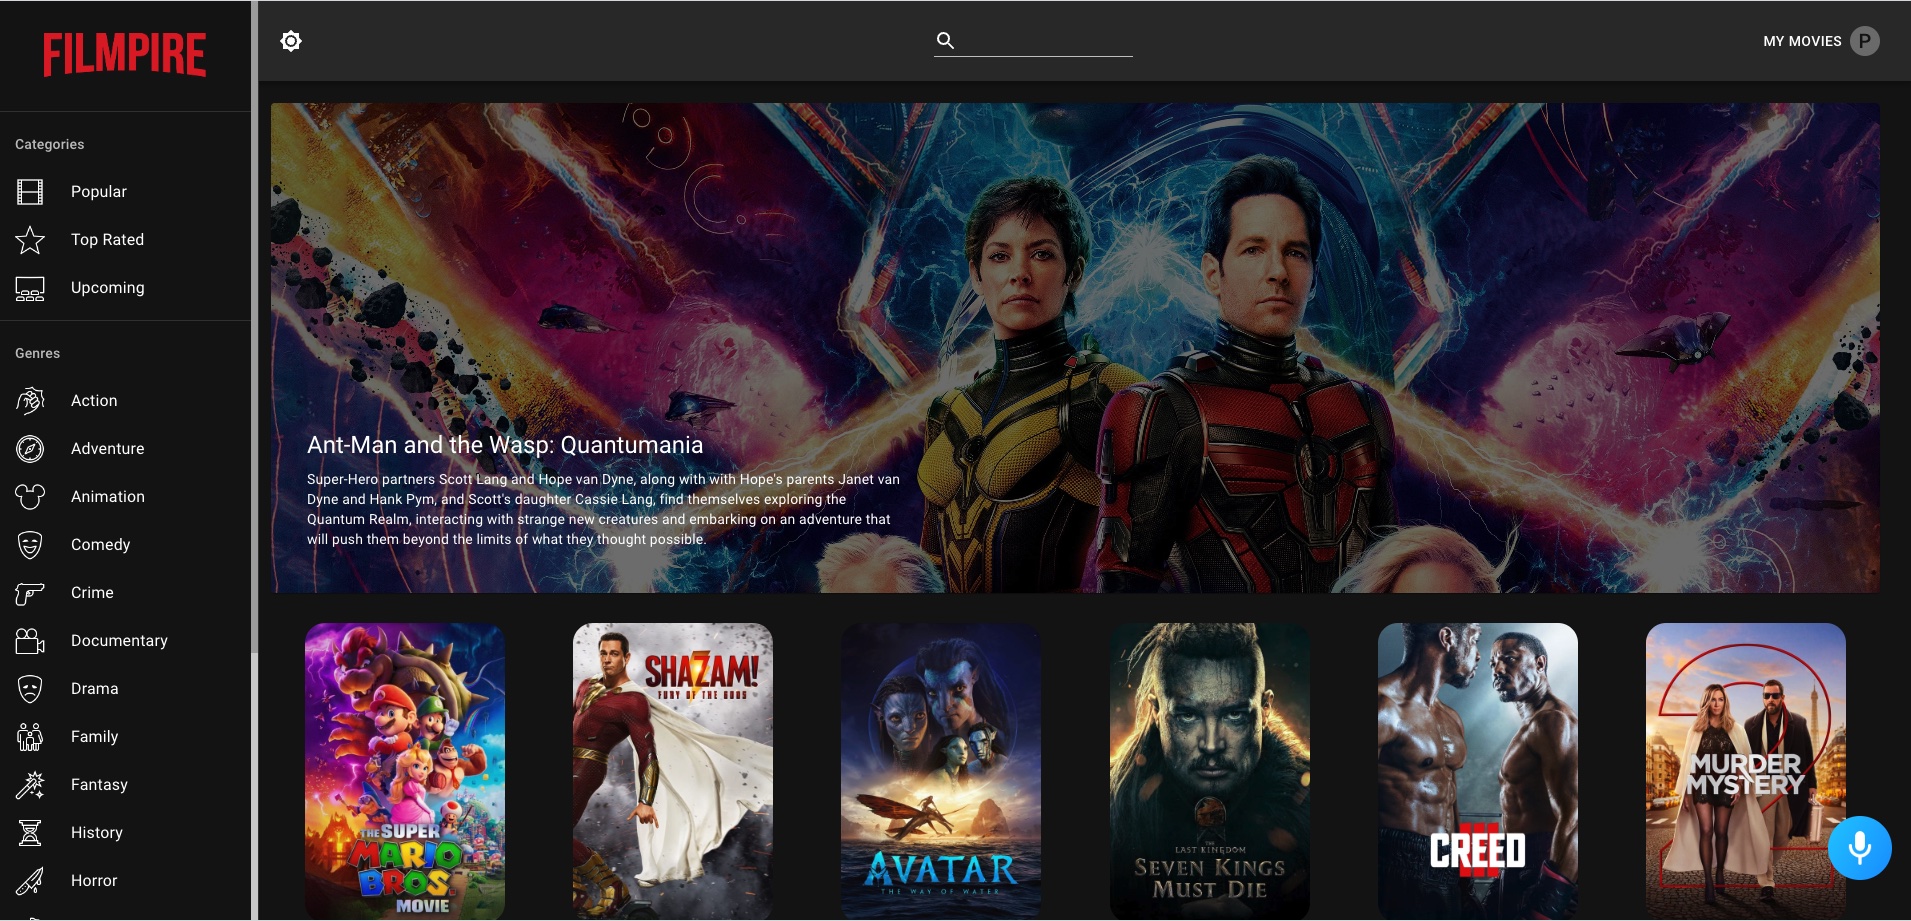 FILMPIRE
MY MOVIES
P
Categories
Popular
Top Rated
Upcoming
Genres
Action
Adventure
Animation
Comedy
Crime
Documentary
Drama
Family
Fantasy
History
Horror
Ant-Man and the Wasp: Quantumania
Super-Hero partners Scott Lang and Hope van Dyne, along with with Hope's parents Janet van
Dyne and Hank Pym, and Scott's daughter Cassie Lang, find themselves exploring the
Quantum Realm, interacting with strange new creatures and embarking on an adventure that
will push them beyond the limits of what they thought possible.
THE SUPER
MARIO
BROS.
MOVIE
SHAZAM!
FURY OF THE GODS
AVATAR
THE WAY OF WATER
THE
LAST KINGDOM
SEVEN KINGS
MUST DIE
CREED
III
2
MURDER
MYSTERY